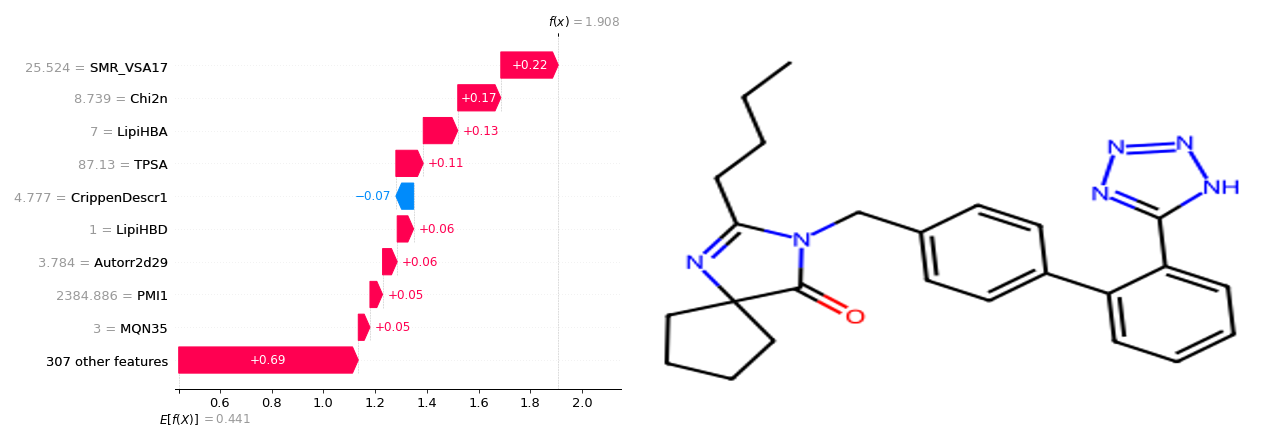 f(x) = 1.908
25.524 = SMR_VSA17
+0.22
8.739 = Chi2n
+0.17
7 = LipiHBA
+0.13
87.13 = TPSA
+0.11
4.777 = CrippenDescr1
−0.07
1 = LipiHBD
+0.06
3.784 = Autorr2d29
+0.06
2384.886 = PMI1
+0.05
3 = MQN35
+0.05
307 other features
+0.69
0.6 0.8 1.0 1.2 1.4 1.6 1.8 2.0
E[f(X)] = 0.441
N N
N NH
N
N
O